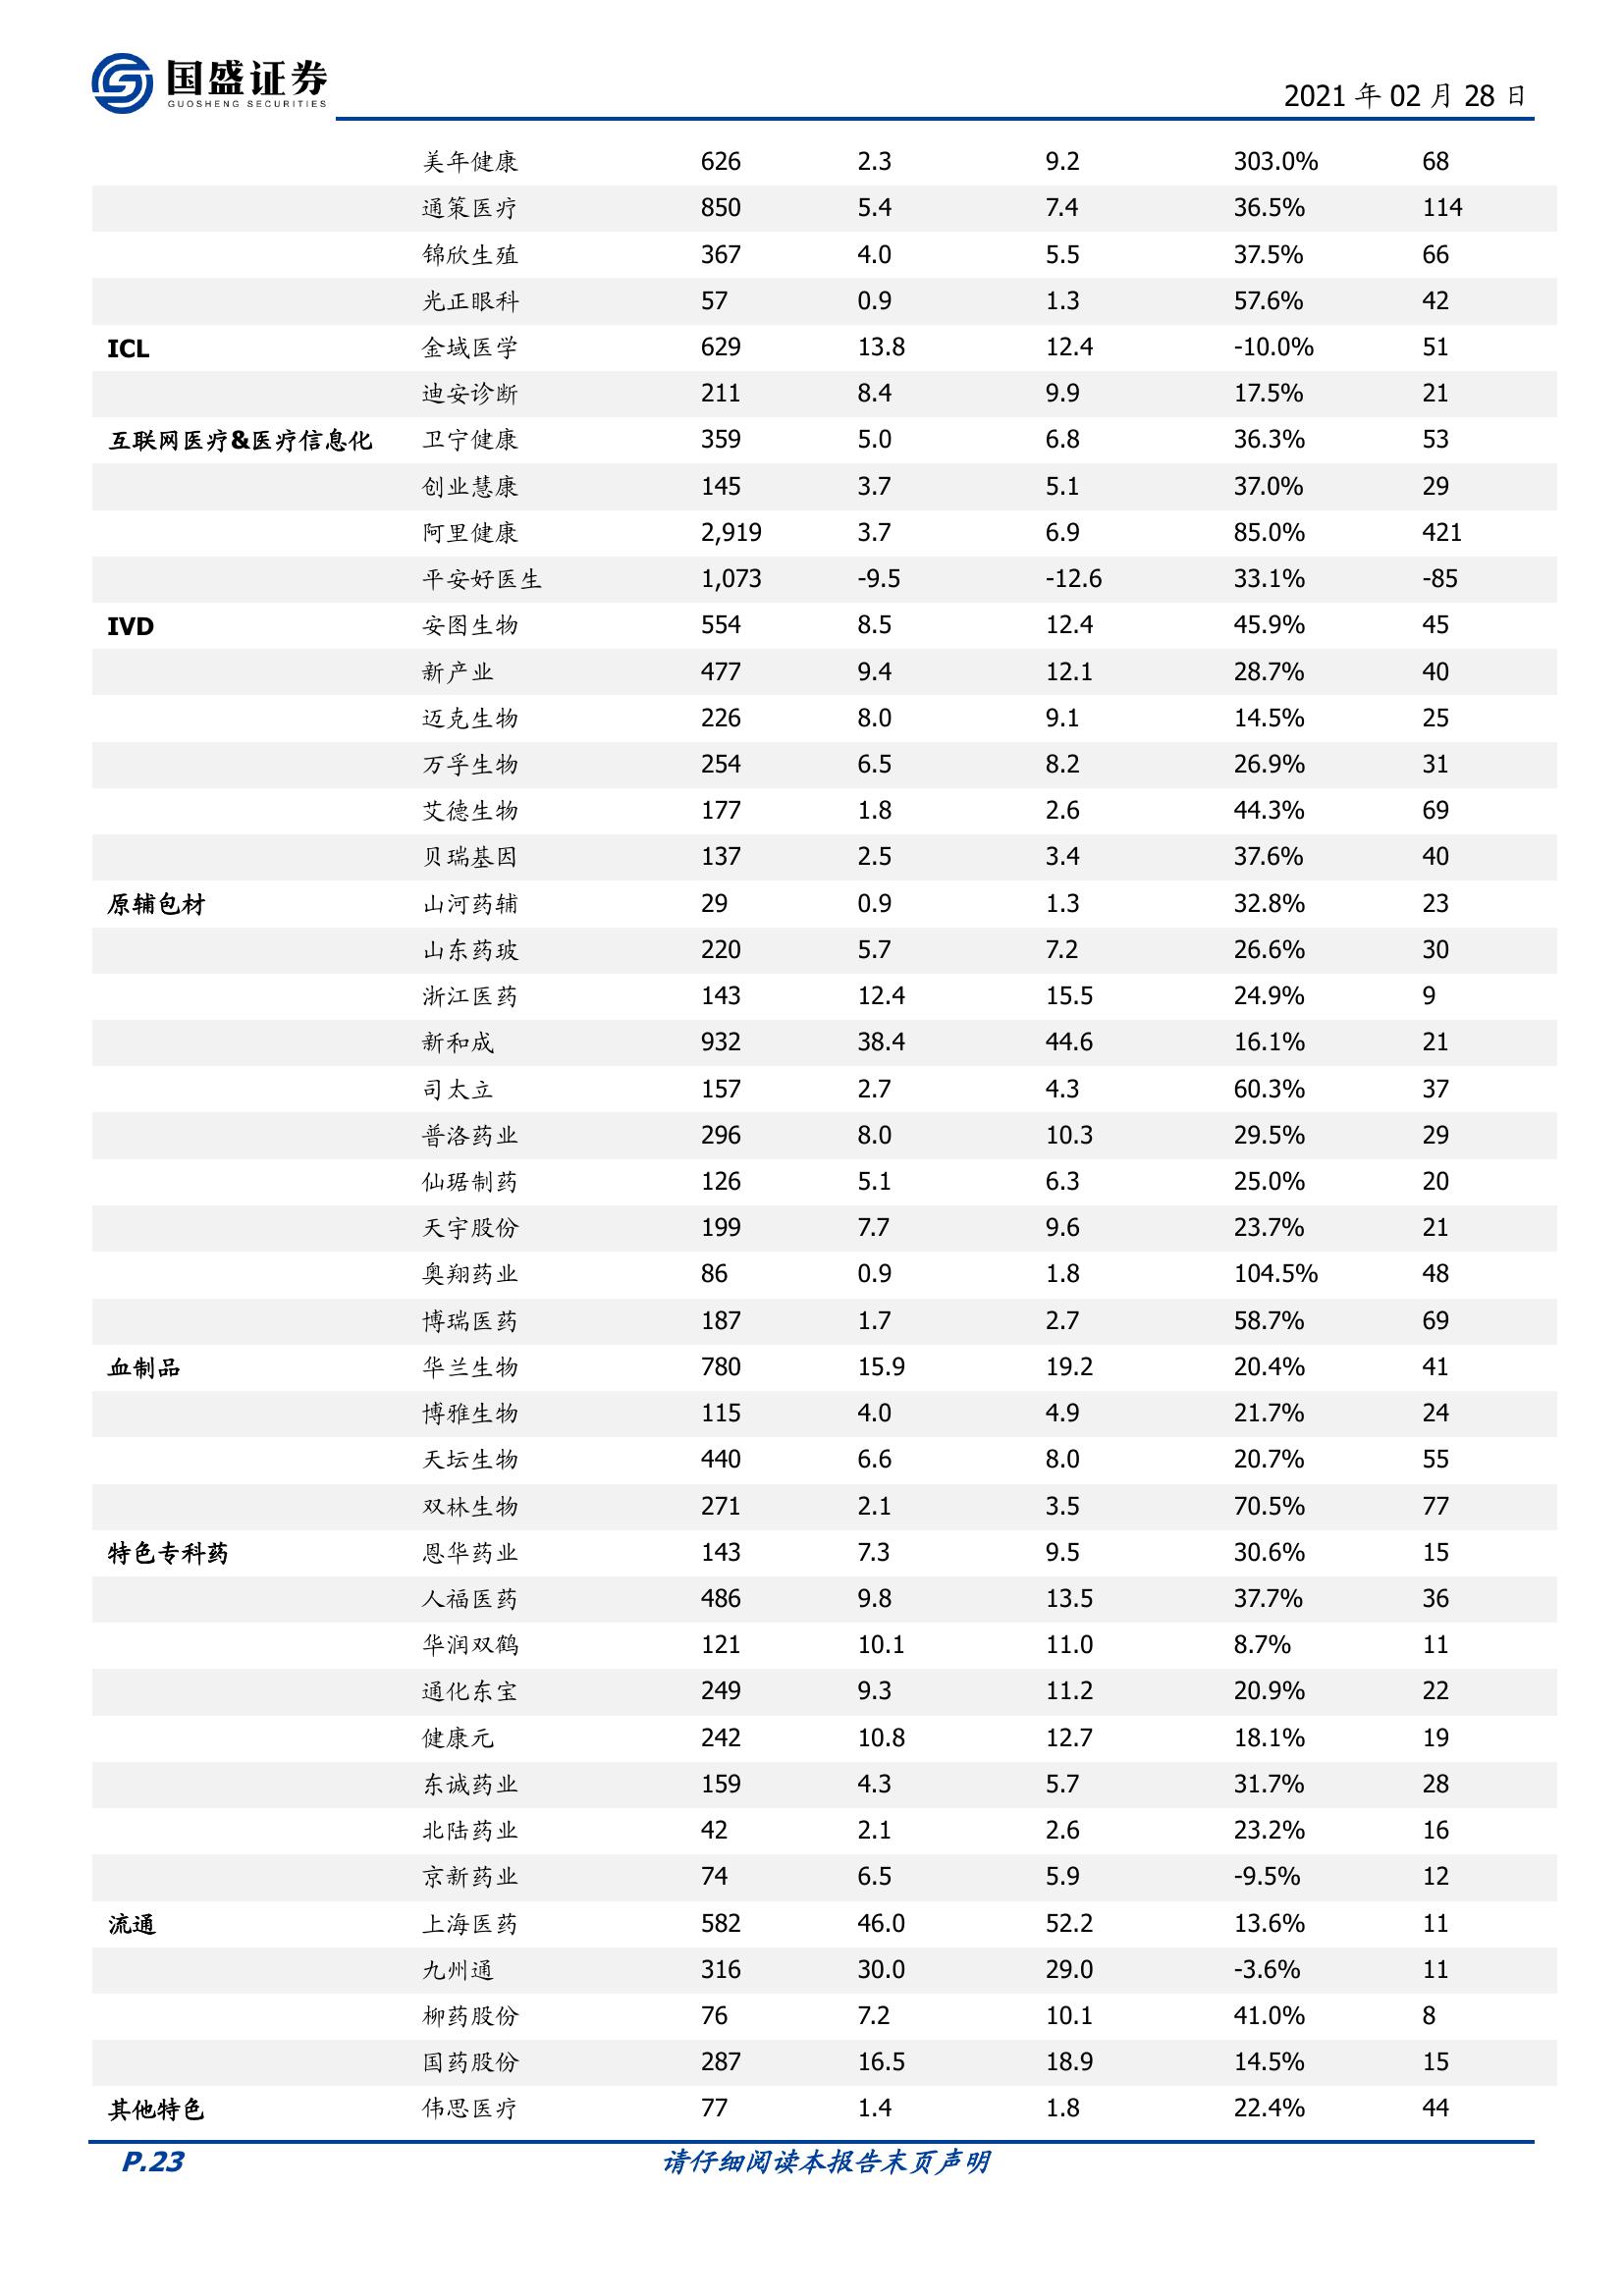 国盛证券
GUOSHENG SECURITIES
2021 年 02 月 28 日
美年健康 626 2.3 9.2 303.0% 68
通策医疗 850 5.4 7.4 36.5% 114
锦欣生殖 367 4.0 5.5 37.5% 66
光正眼科 57 0.9 1.3 57.6% 42
ICL 金域医学 629 13.8 12.4 -10.0% 51
迪安诊断 211 8.4 9.9 17.5% 21
互联网医疗&医疗信息化 卫宁健康 359 5.0 6.8 36.3% 53
创业慧康 145 3.7 5.1 37.0% 29
阿里健康 2,919 3.7 6.9 85.0% 421
平安好医生 1,073 -9.5 -12.6 33.1% -85
IVD 安图生物 554 8.5 12.4 45.9% 45
新产业 477 9.4 12.1 28.7% 40
迈克生物 226 8.0 9.1 14.5% 25
万孚生物 254 6.5 8.2 26.9% 31
艾德生物 177 1.8 2.6 44.3% 69
贝瑞基因 137 2.5 3.4 37.6% 40
原辅包材 山河药辅 29 0.9 1.3 32.8% 23
山东药玻 220 5.7 7.2 26.6% 30
浙江医药 143 12.4 15.5 24.9% 9
新和成 932 38.4 44.6 16.1% 21
司太立 157 2.7 4.3 60.3% 37
普洛药业 296 8.0 10.3 29.5% 29
仙琚制药 126 5.1 6.3 25.0% 20
天宇股份 199 7.7 9.6 23.7% 21
奥翔药业 86 0.9 1.8 104.5% 48
博瑞医药 187 1.7 2.7 58.7% 69
血制品 华兰生物 780 15.9 19.2 20.4% 41
博雅生物 115 4.0 4.9 21.7% 24
天坛生物 440 6.6 8.0 20.7% 55
双林生物 271 2.1 3.5 70.5% 77
特色专科药 恩华药业 143 7.3 9.5 30.6% 15
人福医药 486 9.8 13.5 37.7% 36
华润双鹤 121 10.1 11.0 8.7% 11
通化东宝 249 9.3 11.2 20.9% 22
健康元 242 10.8 12.7 18.1% 19
东诚药业 159 4.3 5.7 31.7% 28
北陆药业 42 2.1 2.6 23.2% 16
京新药业 74 6.5 5.9 -9.5% 12
流通 上海医药 582 46.0 52.2 13.6% 11
九州通 316 30.0 29.0 -3.6% 11
柳药股份 76 7.2 10.1 41.0% 8
国药股份 287 16.5 18.9 14.5% 15
其他特色 伟思医疗 77 1.4 1.8 22.4% 44
P.23 请仔细阅读本报告末页声明